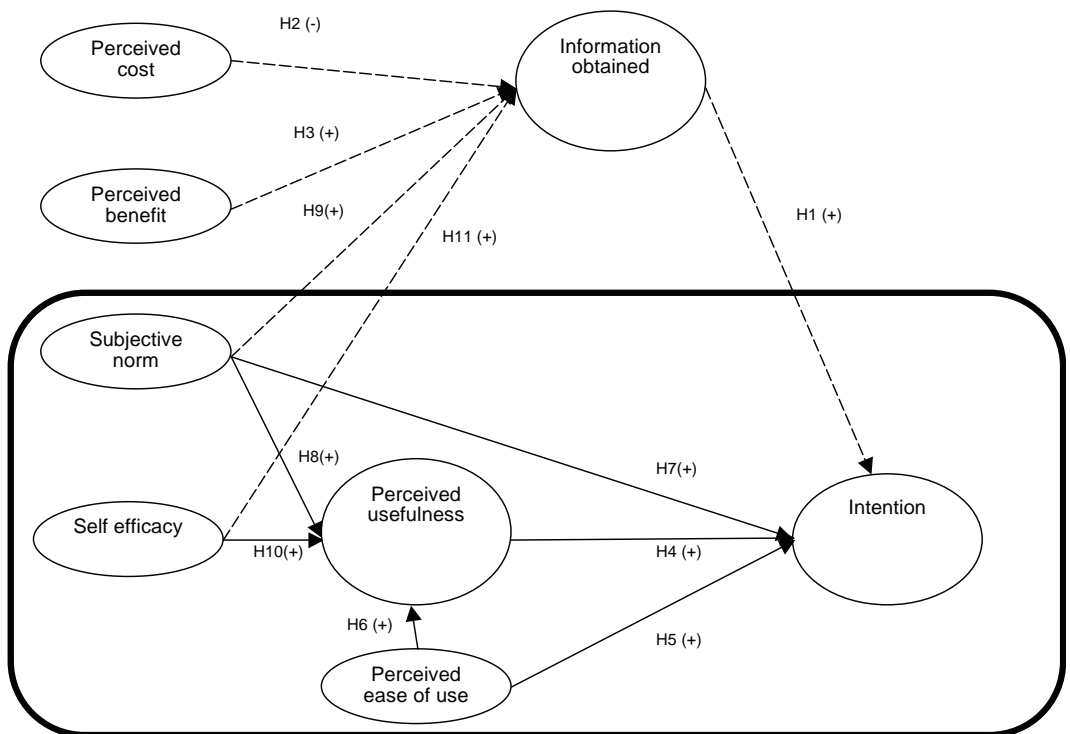 H2 (-)
Perceived
cost
Information
obtained
H3 (+)
Perceived
benefit
H9(+)
H11 (+)
H1 (+)
Subjective
norm
H8(+)
H7(+)
Perceived
usefulness
Intention
Self efficacy
H10(+)
H4 (+)
H6 (+)
H5 (+)
Perceived
ease of use